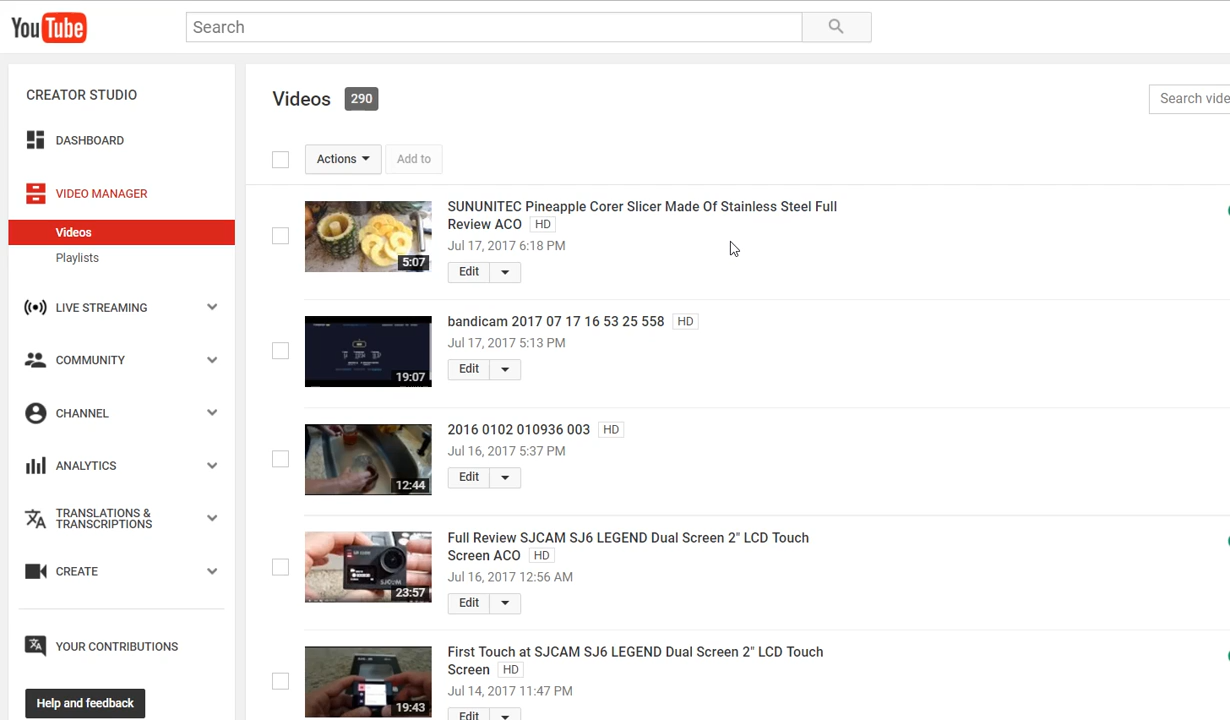 YouTube
Search
CREATOR STUDIO
DASHBOARD
VIDEO MANAGER
Videos
Playlists
LIVE STREAMING
COMMUNITY
CHANNEL
ANALYTICS
TRANSLATIONS &
TRANSCRIPTIONS
CREATE
YOUR CONTRIBUTIONS
Help and feedback
Videos 290
Search vide
Actions Add to
SUNUNITEC Pineapple Corer Slicer Made Of Stainless Steel Full
Review ACO HD
Jul 17, 2017 6:18 PM
5:07
Edit
bandicam 2017 07 17 16 53 25 558 HD
Jul 17, 2017 5:13 PM
19:07
Edit
2016 0102 010936 003 HD
Jul 16, 2017 5:37 PM
12:44
Edit
Full Review SJCAM SJ6 LEGEND Dual Screen 2" LCD Touch
Screen ACO HD
Jul 16, 2017 12:56 AM
SJCAM
23:57
Edit
First Touch at SJCAM SJ6 LEGEND Dual Screen 2" LCD Touch
Screen HD
Jul 14, 2017 11:47 PM
19:43
Edit